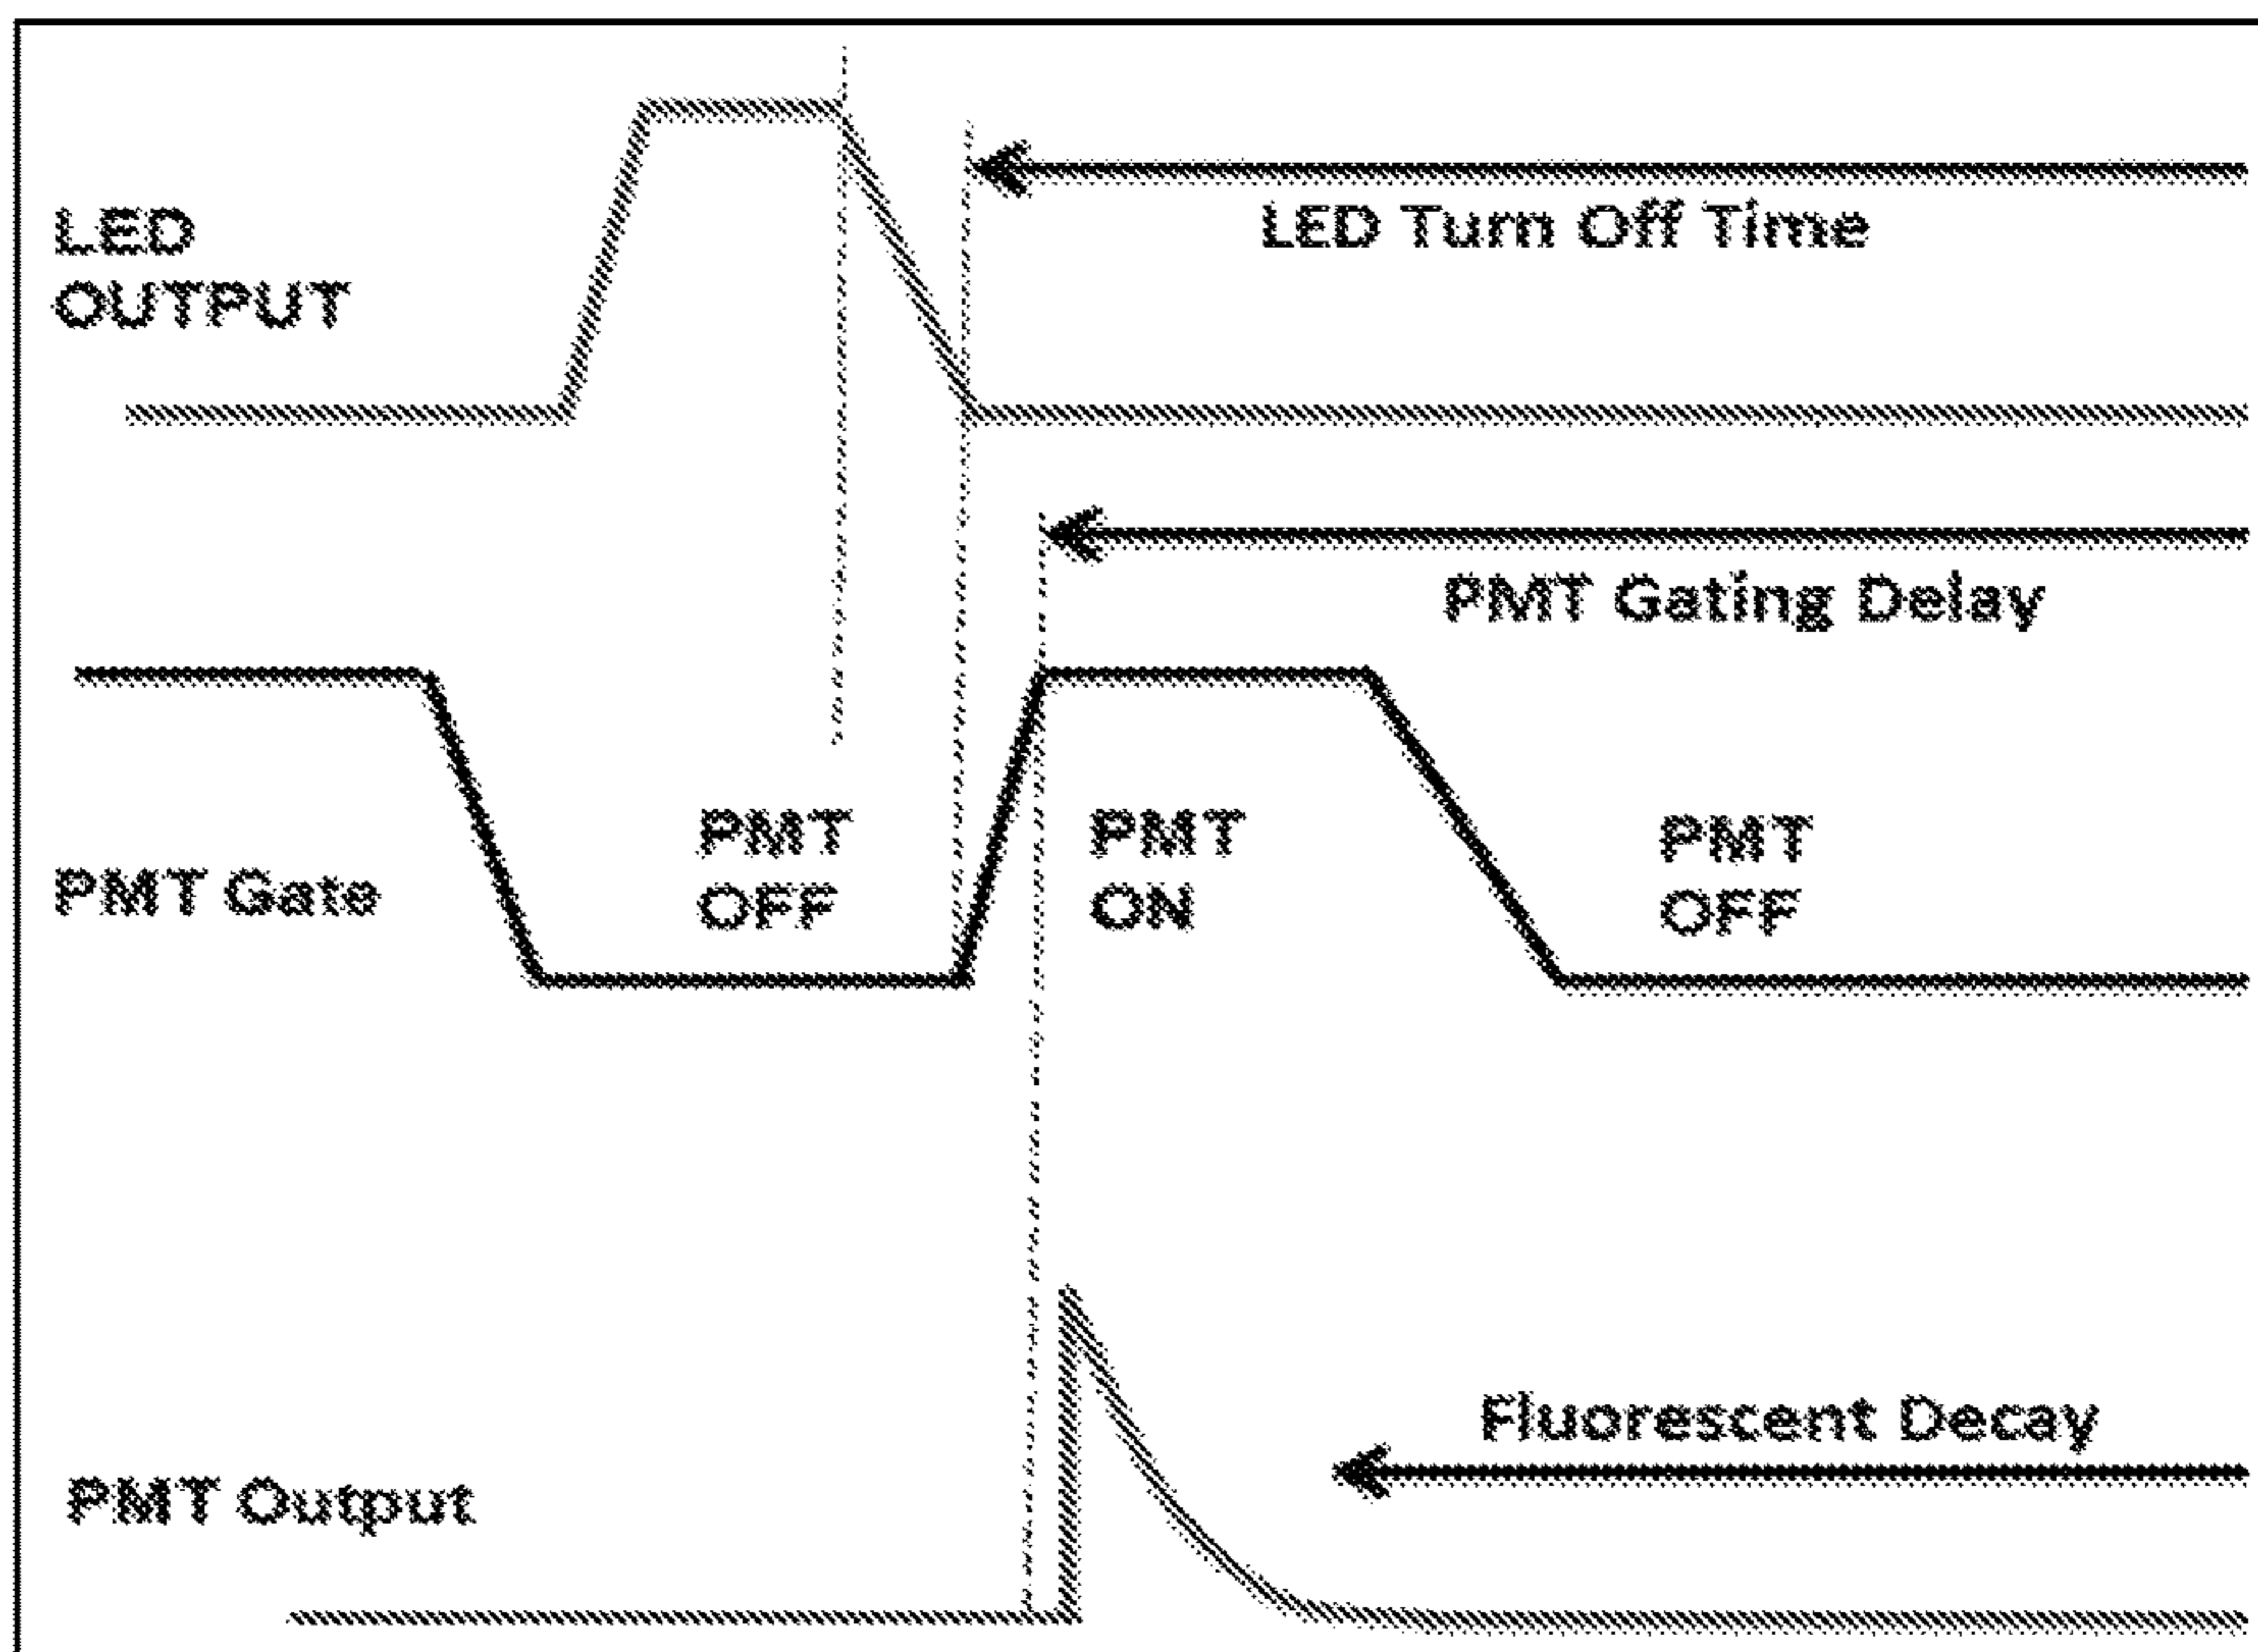 LED
OUTPUT
LED Turn Off Time
PMT Gating Delay
PMT Gate
PMT
OFF
PMT
ON
PMT
OFF
Fluorescent Decay
PMT Output